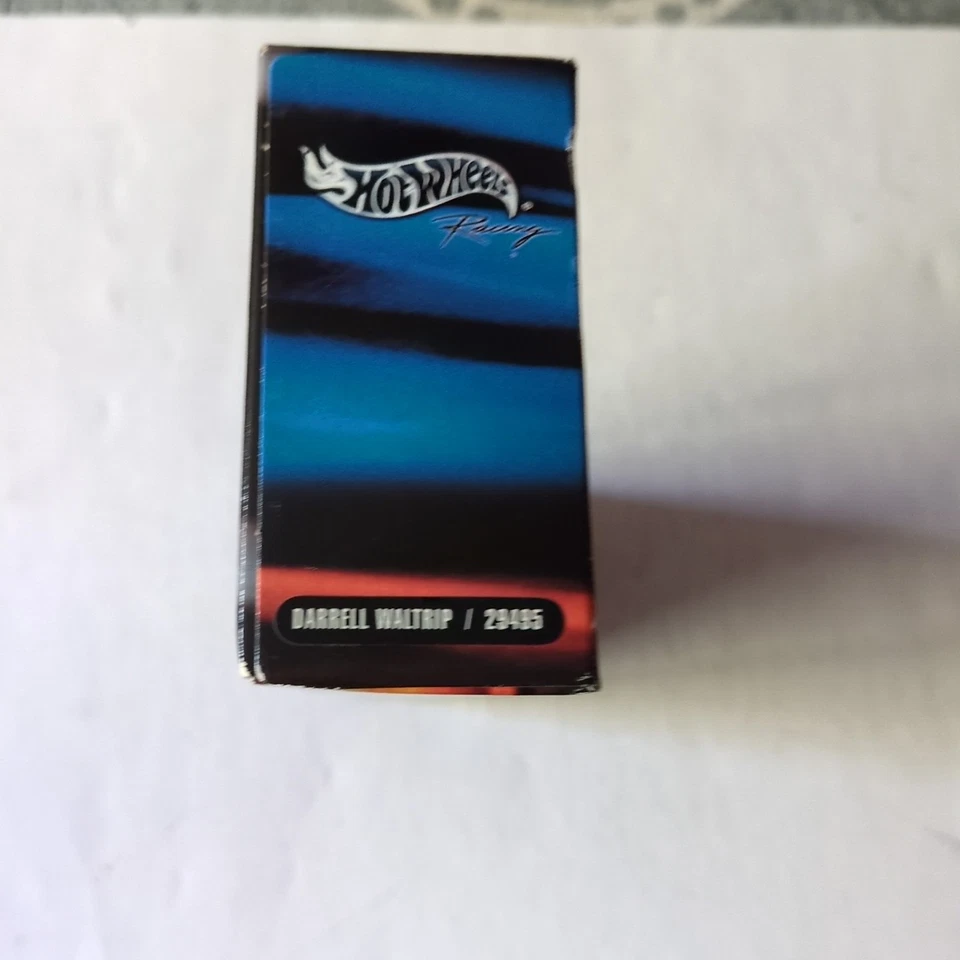 HOT WHEELS
Racing
DARRELL WALTRIP / 29495